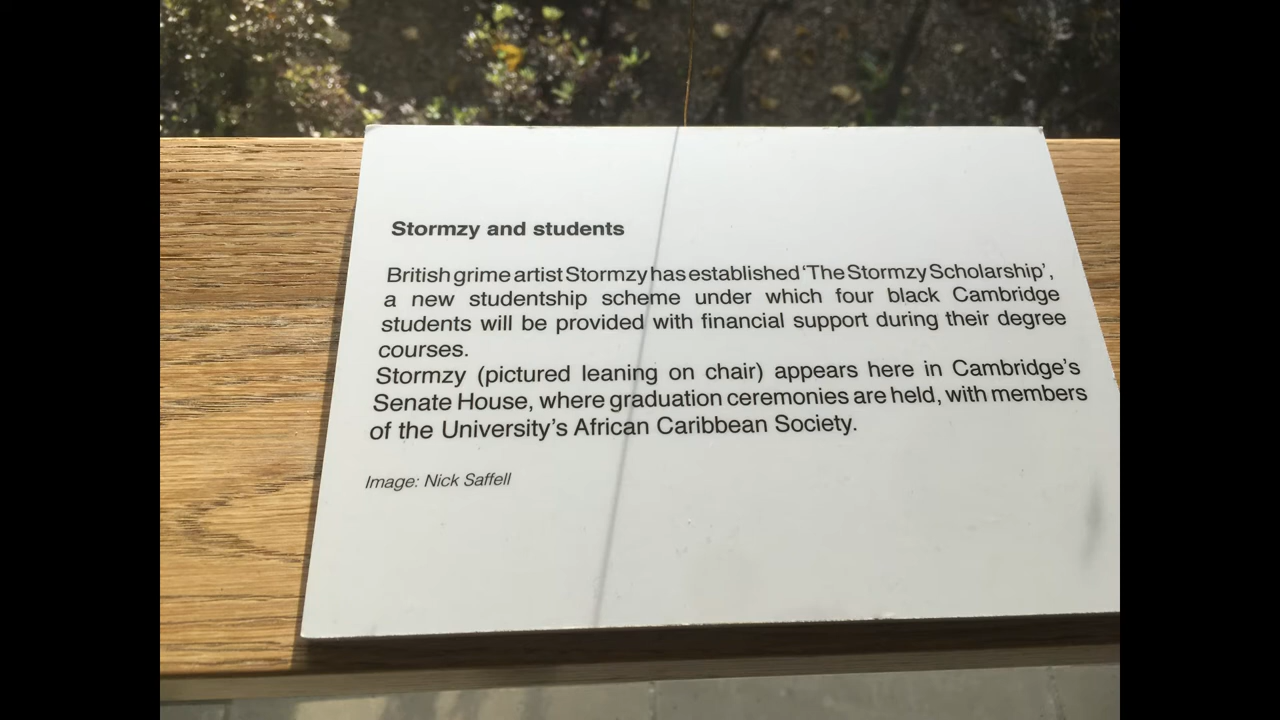 Stormzy and students
British grime artist Stormzy has established ‘The Stormzy Scholarship’,
a new studentship scheme under which four black Cambridge
students will be provided with financial support during their degree
courses.
Stormzy (pictured leaning on chair) appears here in Cambridge’s
Senate House, where graduation ceremonies are held, with members
of the University’s African Caribbean Society.
Image: Nick Saffell